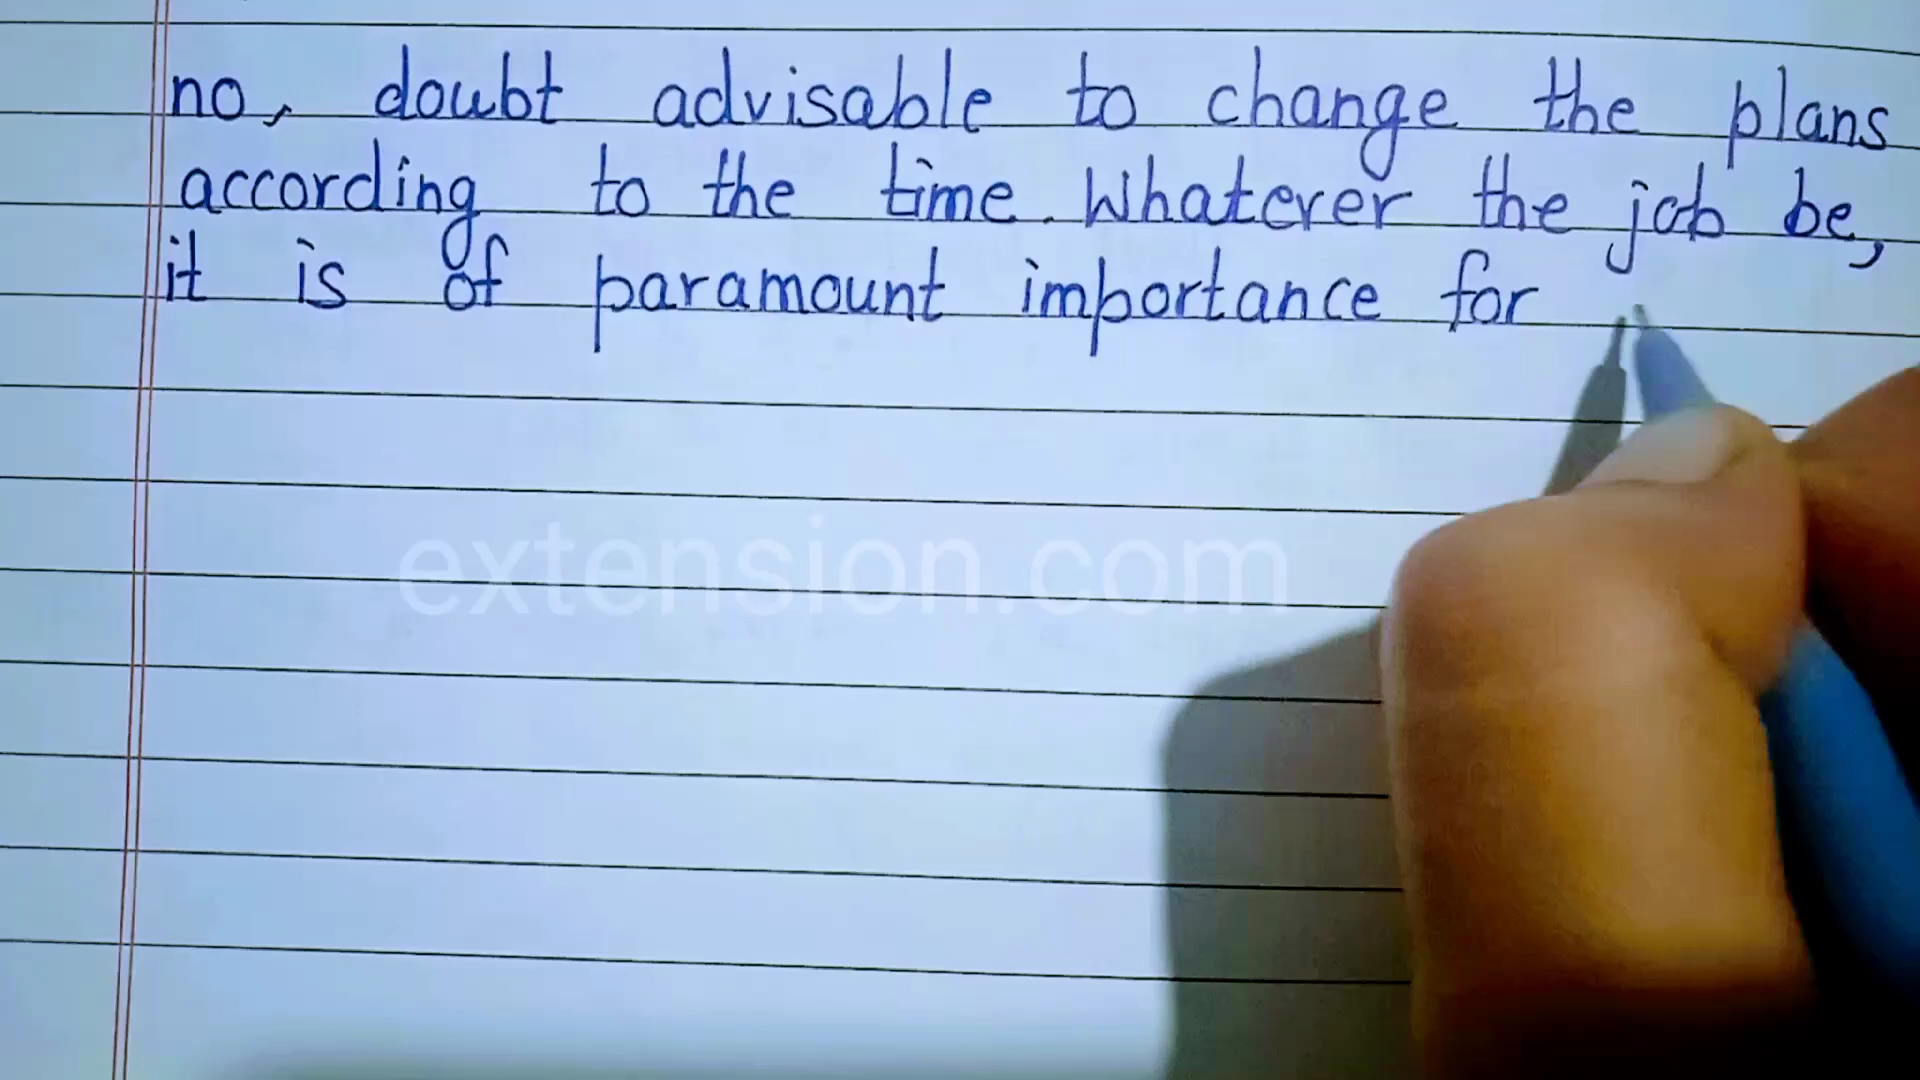 no, doubt advisable to change the plans
according to the time. Whatever the job be,
it is of paramount importance for
extension.com